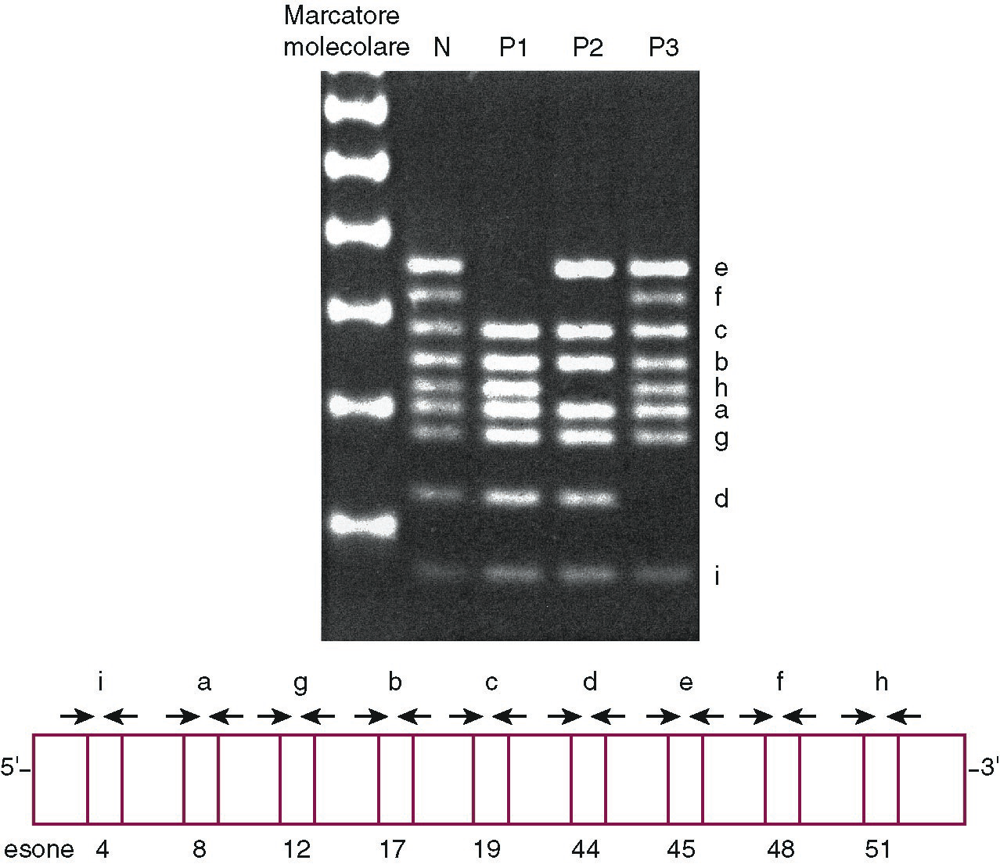 Marcatore
molecolare N P1 P2 P3
e
f
c
b
h
a
g
d
i
i a g b c d e f h
5' 3'
esone 4 8 12 17 19 44 45 48 51